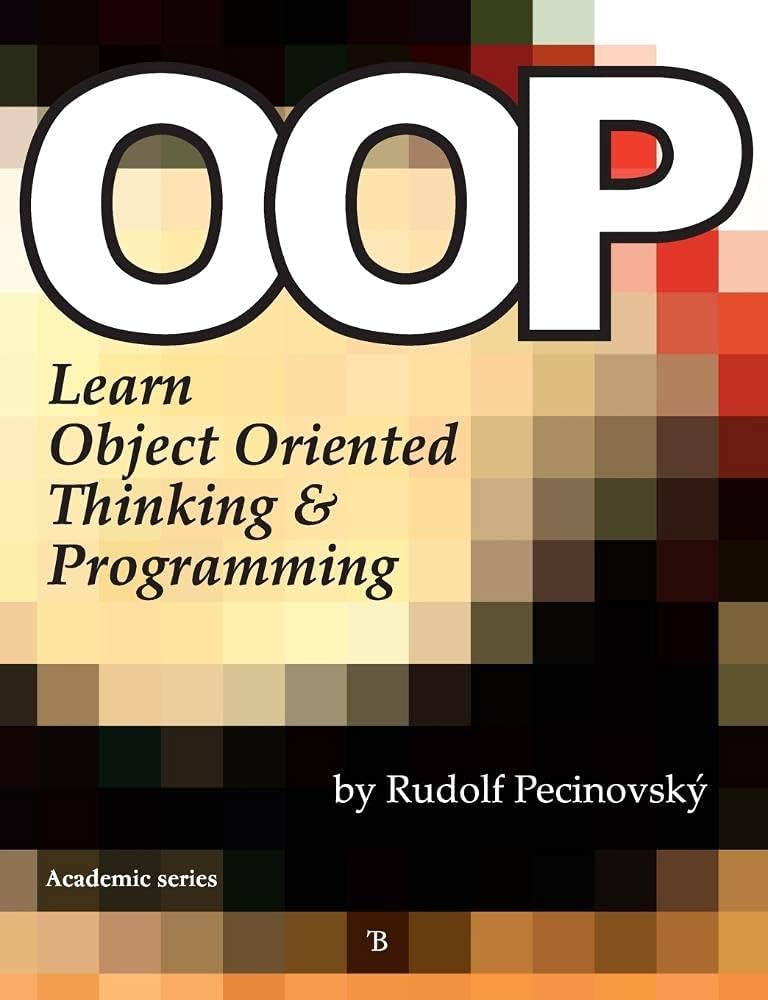 OOP
Learn
Object Oriented
Thinking &
Programming
by Rudolf Pecinovský
Academic series